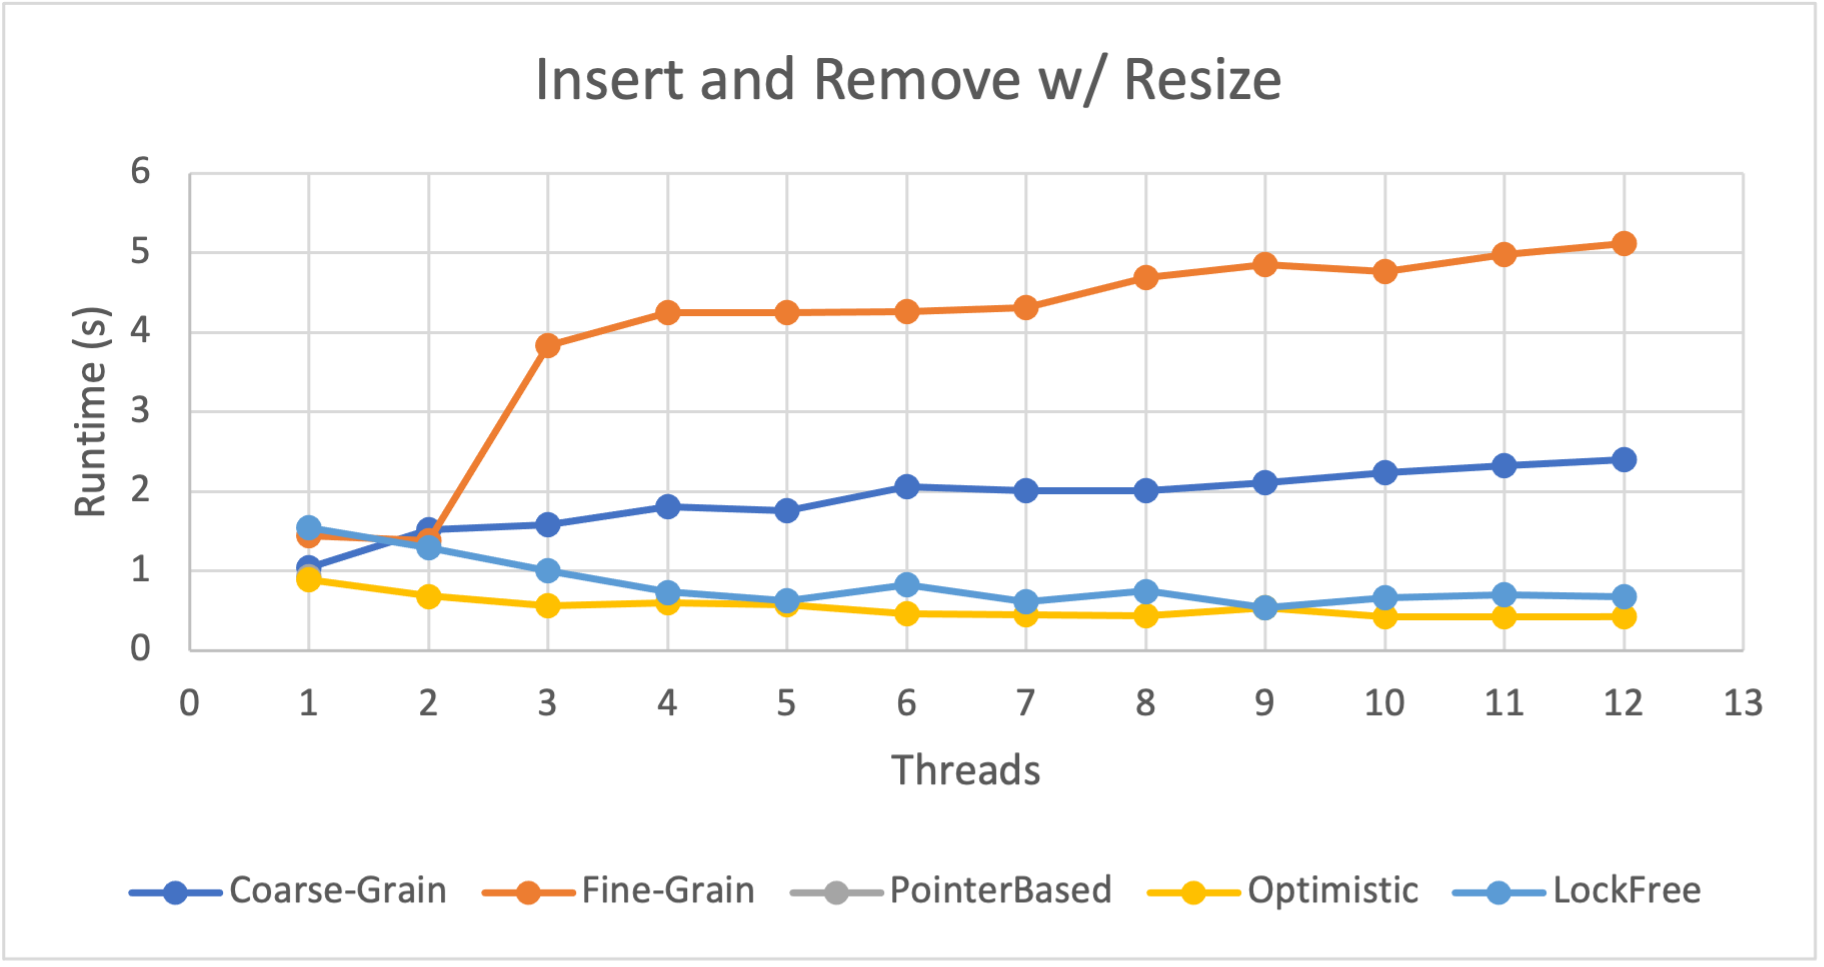 Insert and Remove w/ Resize
6
5
4
3
2
1
0
Runtime (s)
0 1 2 3 4 5 6 7 8 9 10 11 12 13
Threads
Coarse-Grain Fine-Grain PointerBased Optimistic LockFree